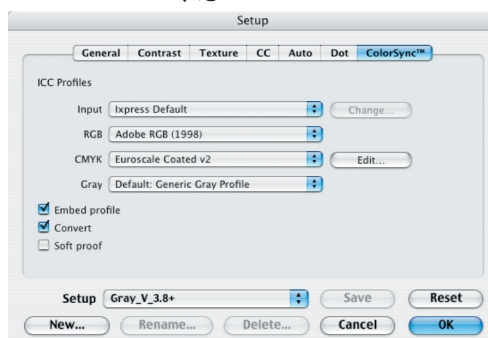 Setup
General Contrast Texture CC Auto Dot ColorSync™
ICC Profiles
Input Ixpress Default Change...
RGB Adobe RGB (1998)
CMYK Euroscale Coated v2 Edit...
Gray Default: Generic Gray Profile
Embed profile
Convert
Soft proof
Setup Gray_V_3.8+ Save Reset
New... Rename... Delete... Cancel OK